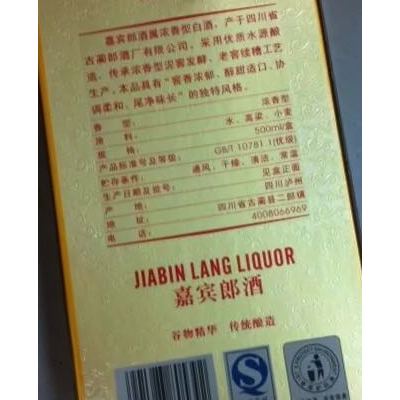 嘉宾郎酒属浓香型白酒，产于四川省
古蔺郎酒厂有限公司，采用优质水源酿
造，传承浓香型泥窖发酵、老窖续糟工艺
生产，本品具有“窖香浓郁、醇甜适口、协
调柔和、尾净味长”的独特风格。
香 型： 浓香型
原 料： 水、高粱、小麦
规 格： 500ml/盒
产品标准号及等级： GB/T 10781.1(优级)
贮存条件： 通风、干燥、清洁、常温
生产日期及批号： 见盒正面
产 地： 四川泸州
地 址： 四川省古蔺县二郎镇
电 话： 4008066969
JIABIN LANG LIQUOR
嘉宾郎酒
谷物精华 传统酿造